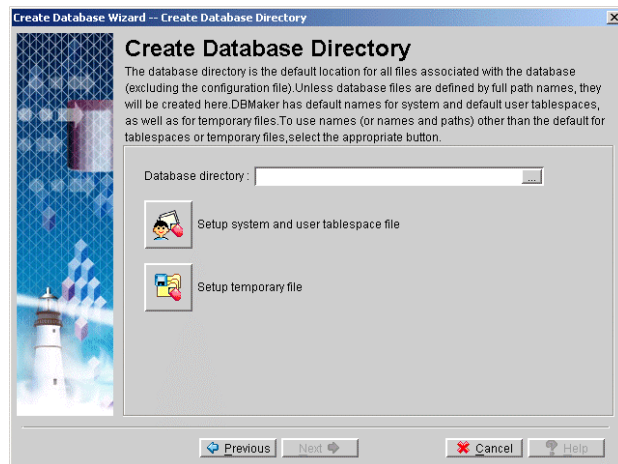 Create Database Wizard -- Create Database Directory
Create Database Directory
The database directory is the default location for all files associated with the database
(excluding the configuration file).Unless database files are defined by full path names, they
will be created here.DBMaker has default names for system and default user tablespaces,
as well as for temporary files.To use names (or names and paths) other than the default for
tablespaces or temporary files,select the appropriate button.
Database directory :
...
Setup system and user tablespace file
Setup temporary file
Previous Next Cancel Help